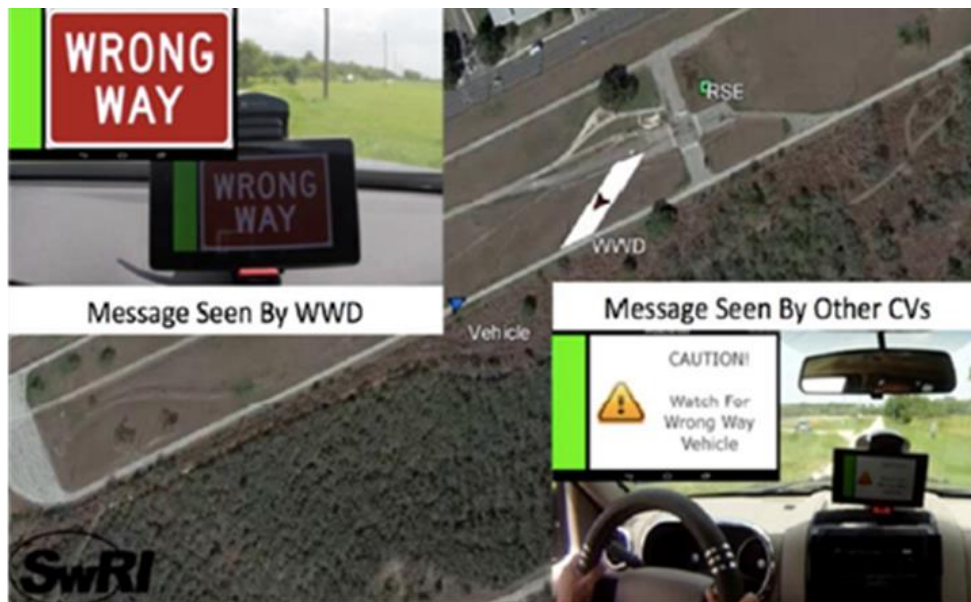 WRONG
WAY
WRONG
WAY
Message Seen By WWD
RSE
WWD
Vehicle
Message Seen By Other CVs
CAUTION!
Watch For
Wrong Way
Vehicle
SwRI